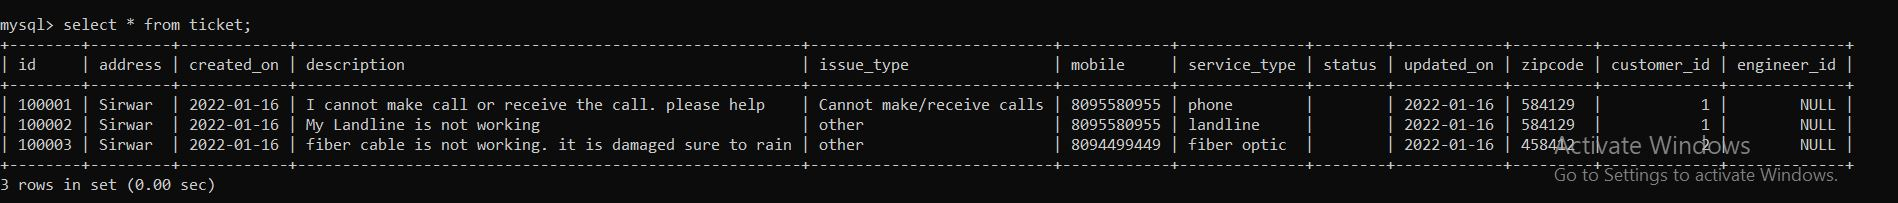 mysql> select * from ticket;
+--------+---------+------------+-----------------------------------------------------+---------------------------+------------+--------------+--------+------------+---------+-------------+-------------+
| id     | address | created_on | description                                         | issue_type                | mobile     | service_type | status | updated_on | zipcode | customer_id | engineer_id |
+--------+---------+------------+-----------------------------------------------------+---------------------------+------------+--------------+--------+------------+---------+-------------+-------------+
| 100001 | Sirwar  | 2022-01-16 | I cannot make call or receive the call. please help | Cannot make/receive calls | 8095580955 | phone        |        | 2022-01-16 | 584129  |           1 |        NULL |
| 100002 | Sirwar  | 2022-01-16 | My Landline is not working                          | other                     | 8095580955 | landline     |        | 2022-01-16 | 584129  |           1 |        NULL |
| 100003 | Sirwar  | 2022-01-16 | fiber cable is not working. it is damaged sure to rain | other                     | 8094499449 | fiber optic  |        | 2022-01-16 | 458412  |           2 |        NULL |
+--------+---------+------------+-----------------------------------------------------+---------------------------+------------+--------------+--------+------------+---------+-------------+-------------+
3 rows in set (0.00 sec)
Activate Windows
Go to Settings to activate Windows.